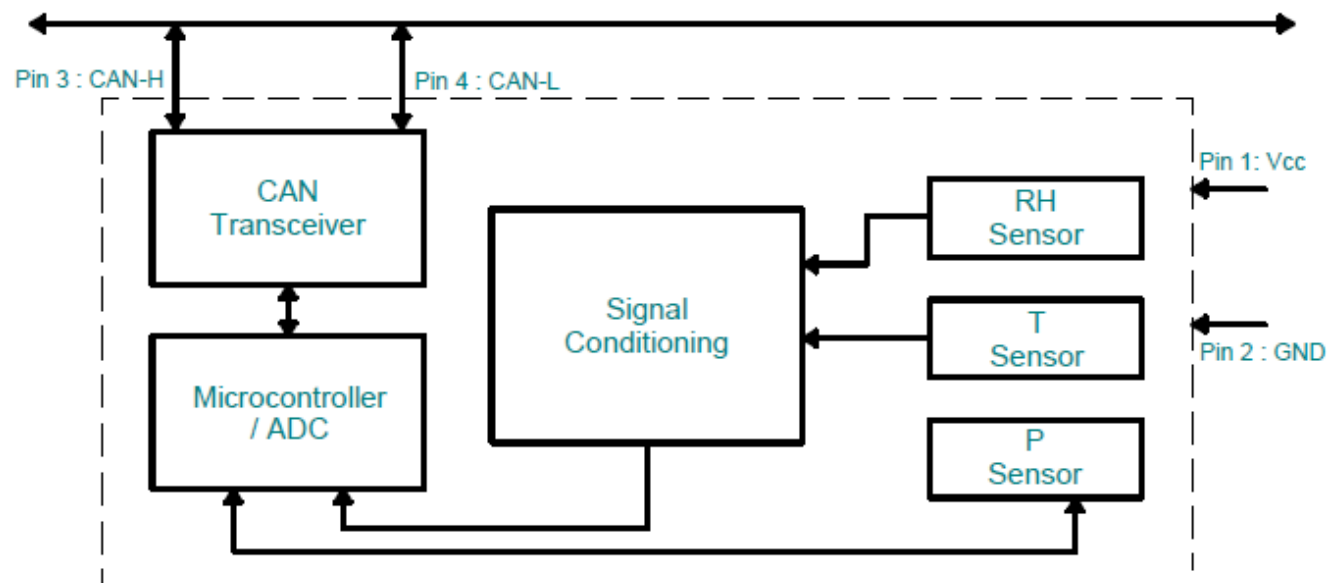 Pin 3 : CAN-H
Pin 4 : CAN-L
CAN
Transceiver
Pin 1: Vcc
RH
Sensor
Signal
Conditioning
T
Sensor
Pin 2 : GND
Microcontroller
/ ADC
P
Sensor